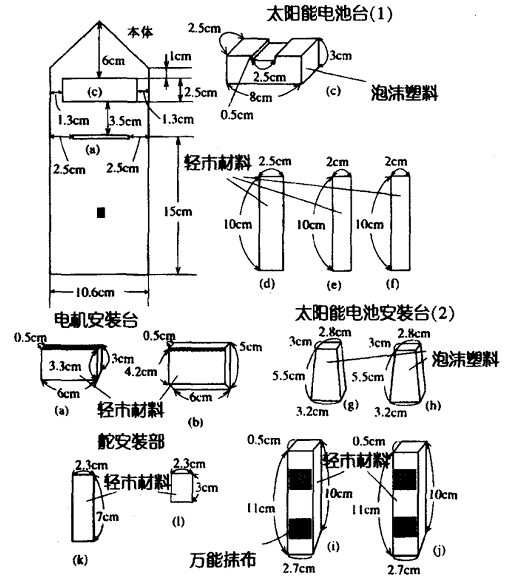 太阳能电池台(1)
本体
6cm
1cm
(c)
2.5cm
1.3cm
3.5cm
1.3cm
(a)
2.5cm
2.5cm
15cm
10.6cm
2.5cm
3cm
2.5cm
8cm
0.5cm
(c)
泡沫塑料
轻市材料
2.5cm
2cm
2cm
10cm
10cm
10cm
(d)
(e)
(f)
电机安装台
0.5cm
3.3cm
3cm
6cm
(a)
0.5cm
5cm
4.2cm
6cm
(b)
轻市材料
太阳能电池安装台(2)
2.8cm
3cm
2.8cm
3cm
泡沫塑料
5.5cm
5.5cm
3.2cm
(g)
3.2cm
(h)
舵安装部
2.3cm
2.3cm
轻市材料
3cm
7cm
(l)
(k)
0.5cm
0.5cm
轻市材料
11cm
10cm
11cm
10cm
万能抹布
(i)
(j)
2.7cm
2.7cm